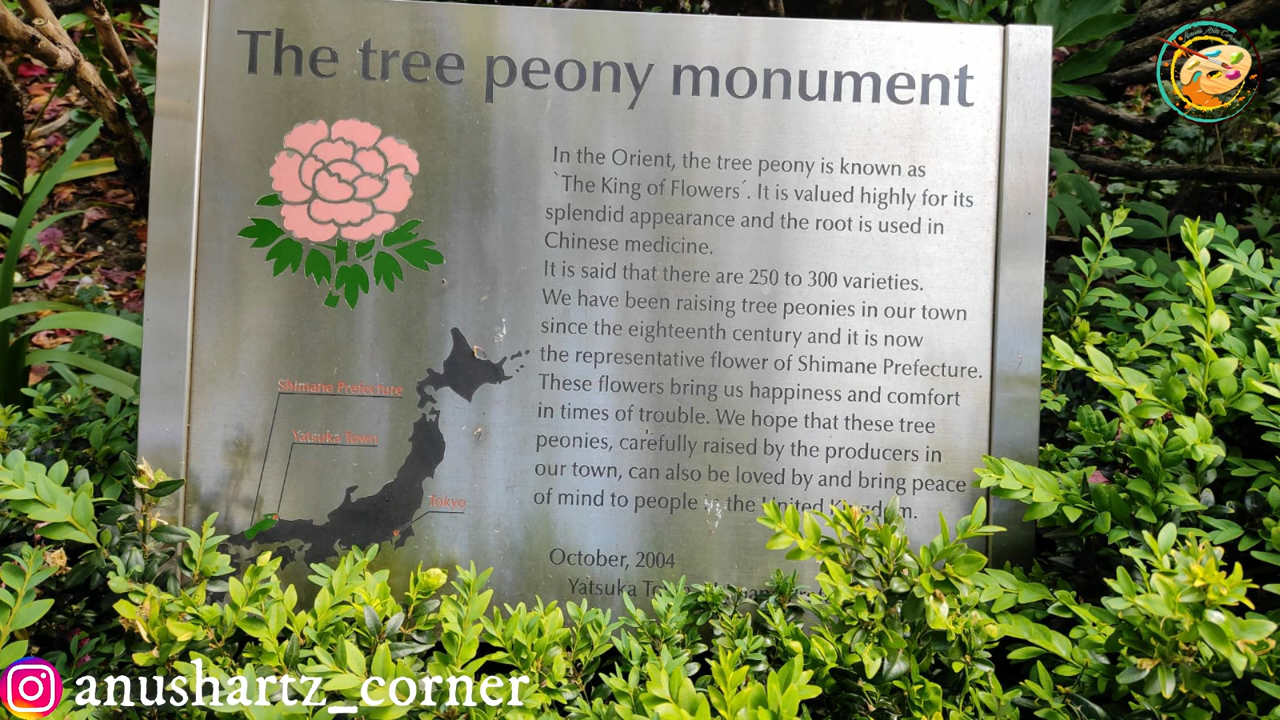 The tree peony monument
In the Orient, the tree peony is known as
`The King of Flowers´. It is valued highly for its
splendid appearance and the root is used in
Chinese medicine.
It is said that there are 250 to 300 varieties.
We have been raising tree peonies in our town
since the eighteenth century and it is now
the representative flower of Shimane Prefecture.
These flowers bring us happiness and comfort
in times of trouble. We hope that these tree
peonies, carefully raised by the producers in
our town, can also be loved by and bring peace
of mind to people in the United Kingdom.
October, 2004
Yatsuka
Shimane Prefecture
Yatsuka Town
Tokyo
anushartz_corner